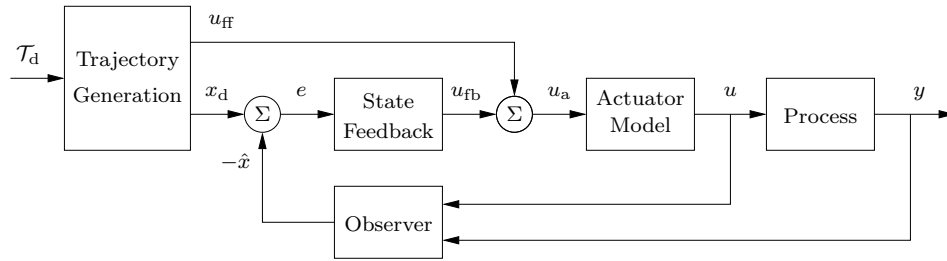 u_ff
𝒯_d
Trajectory
Generation
x_d
Σ
e
State
Feedback
u_fb
Σ
u_a
Actuator
Model
u
Process
y
−x̂
Observer